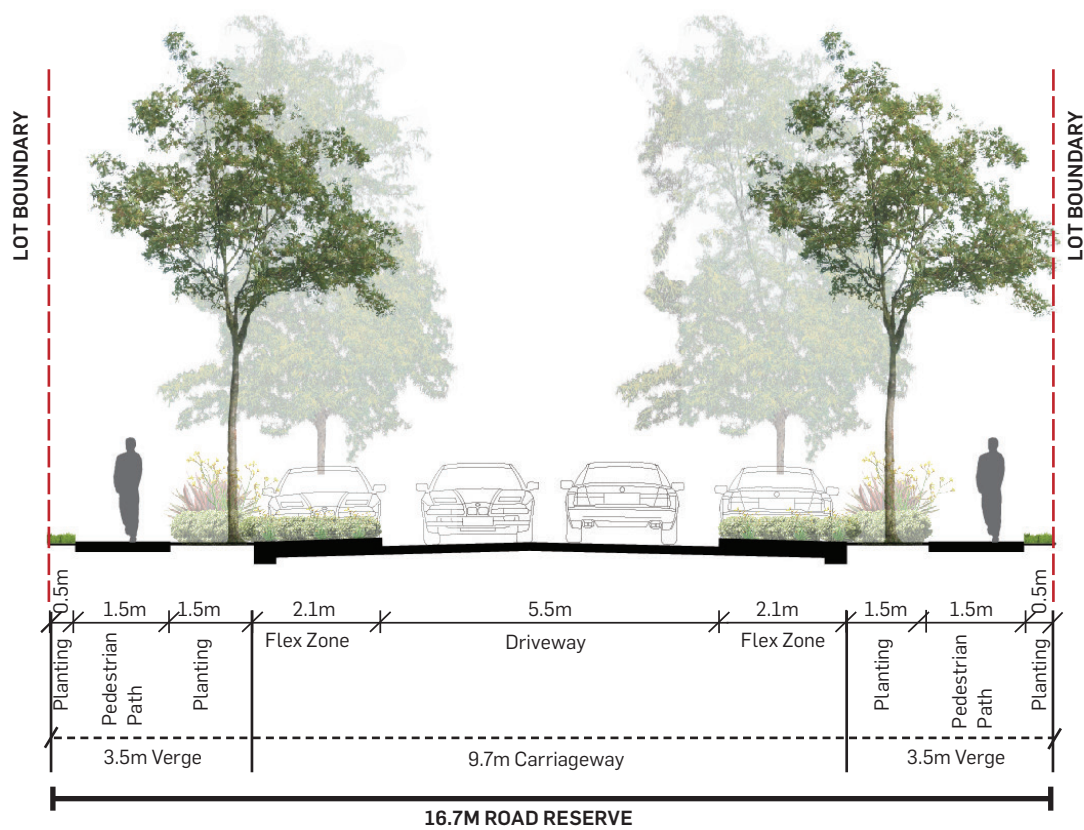 LOT BOUNDARY
LOT BOUNDARY
0.5m
1.5m
1.5m
2.1m
5.5m
2.1m
1.5m
1.5m
0.5m
Planting
Pedestrian
Path
Planting
Flex Zone
Driveway
Flex Zone
Planting
Pedestrian
Path
Planting
3.5m Verge
9.7m Carriageway
3.5m Verge
16.7M ROAD RESERVE